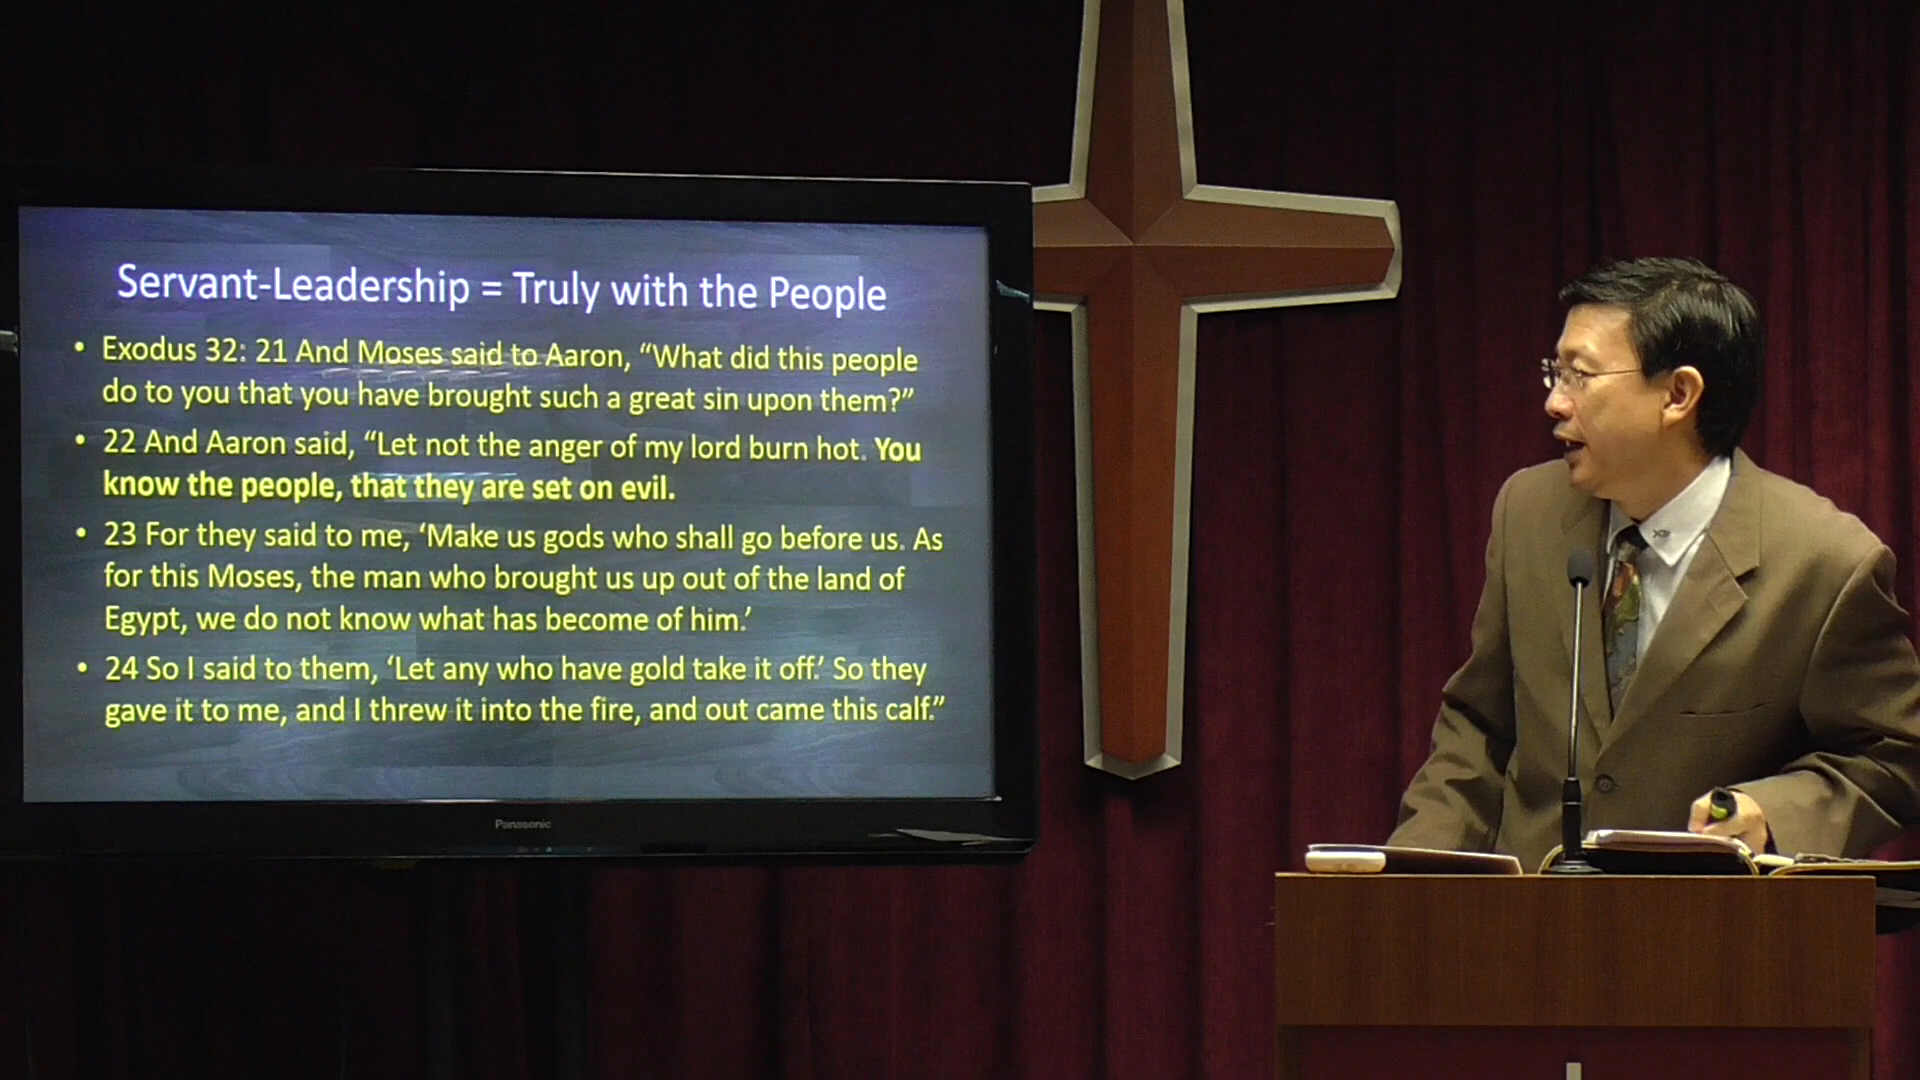 Servant-Leadership = Truly with the People
• Exodus 32: 21 And Moses said to Aaron, “What did this people
do to you that you have brought such a great sin upon them?”
• 22 And Aaron said, “Let not the anger of my lord burn hot. You
know the people, that they are set on evil.
• 23 For they said to me, ‘Make us gods who shall go before us. As
for this Moses, the man who brought us up out of the land of
Egypt, we do not know what has become of him.’
• 24 So I said to them, ‘Let any who have gold take it off.’ So they
gave it to me, and I threw it into the fire, and out came this calf.”
Panasonic